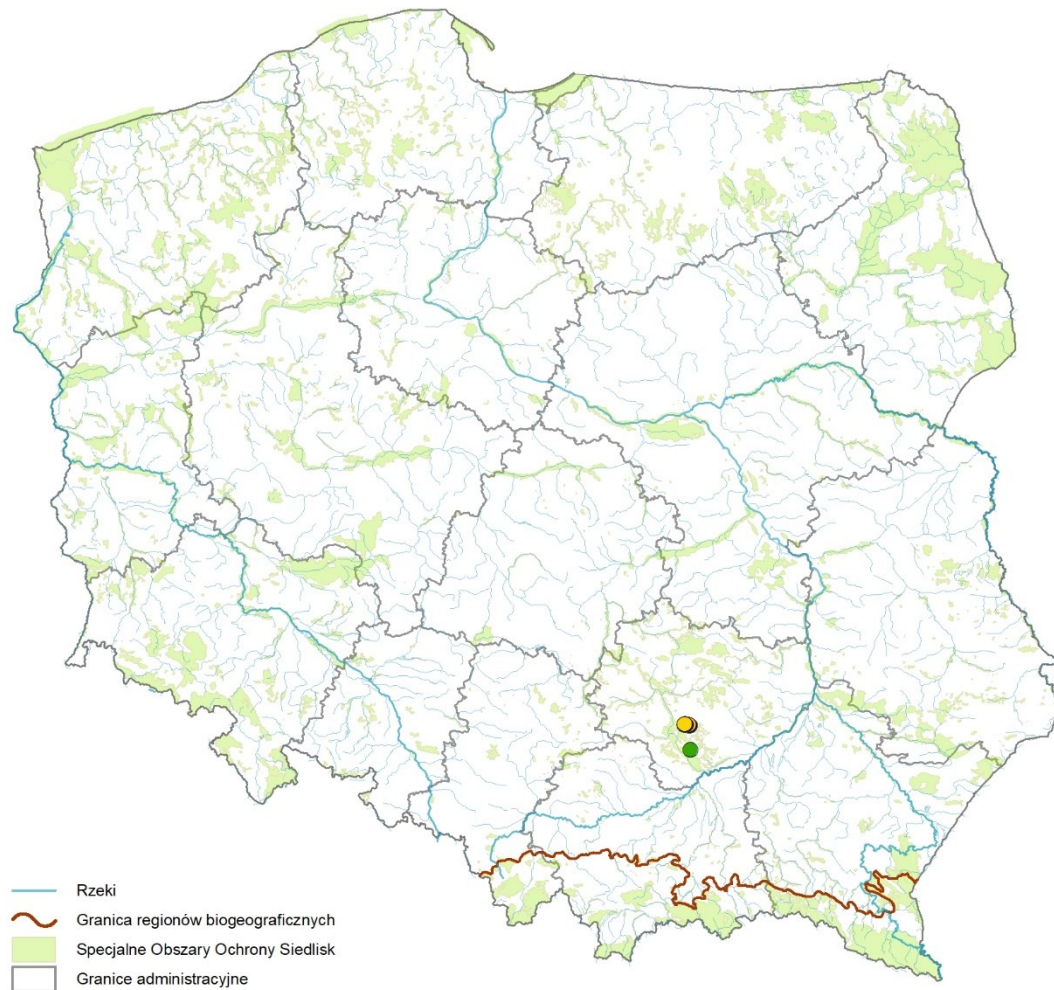 Rzeki
Granica regionów biogeograficznych
Specjalne Obszary Ochrony Siedlisk
Granice administracyjne